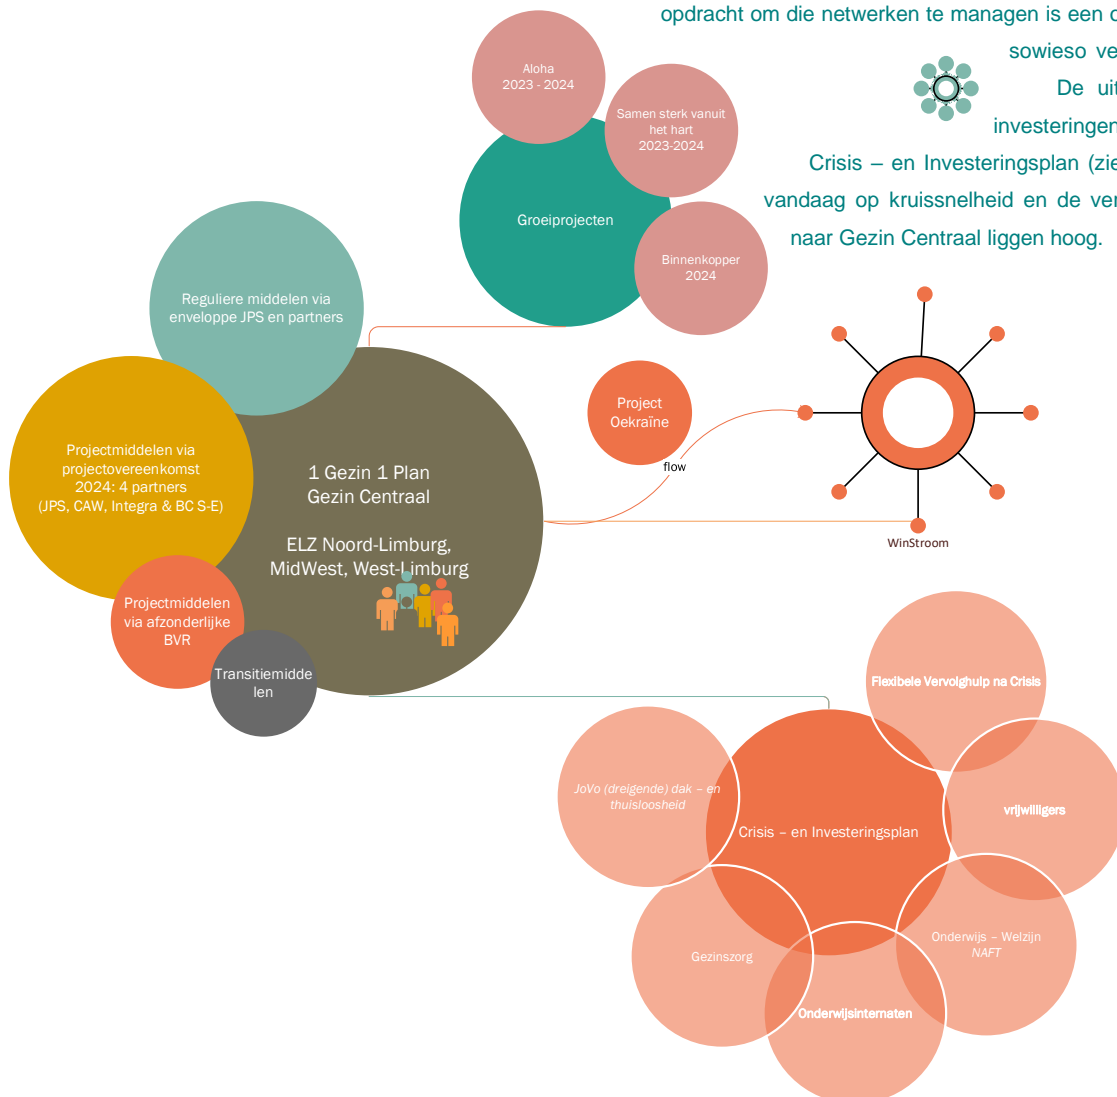 opdracht om die netwerken te managen is een
sowieso
De
investeringen
Crisis – en Investeringsplan (zie
vandaag op kruissnelheid en de
naar Gezin Centraal liggen hoog.
Aloha
2023 - 2024
Samen sterk vanuit
het hart
2023-2024
Groeiprojecten
Binnenkopper
2024
Reguliere middelen via
enveloppe JPS en partners
Projectmiddelen via
projectovereenkomst
2024: 4 partners
(JPS, CAW, Integra & BC S-E)
1 Gezin 1 Plan
Gezin Centraal
ELZ Noord-Limburg,
MidWest, West-Limburg
Projectmiddelen
via afzonderlijke
BVR
Transitiemidde
len
Project
Oekraïne
flow
WinStroom
Flexibele Vervolghulp na Crisis
JoVo (dreigende) dak – en
thuisloosheid
vrijwilligers
Crisis – en Investeringsplan
Onderwijs – Welzijn
NAFT
Gezinszorg
Onderwijsinternaten